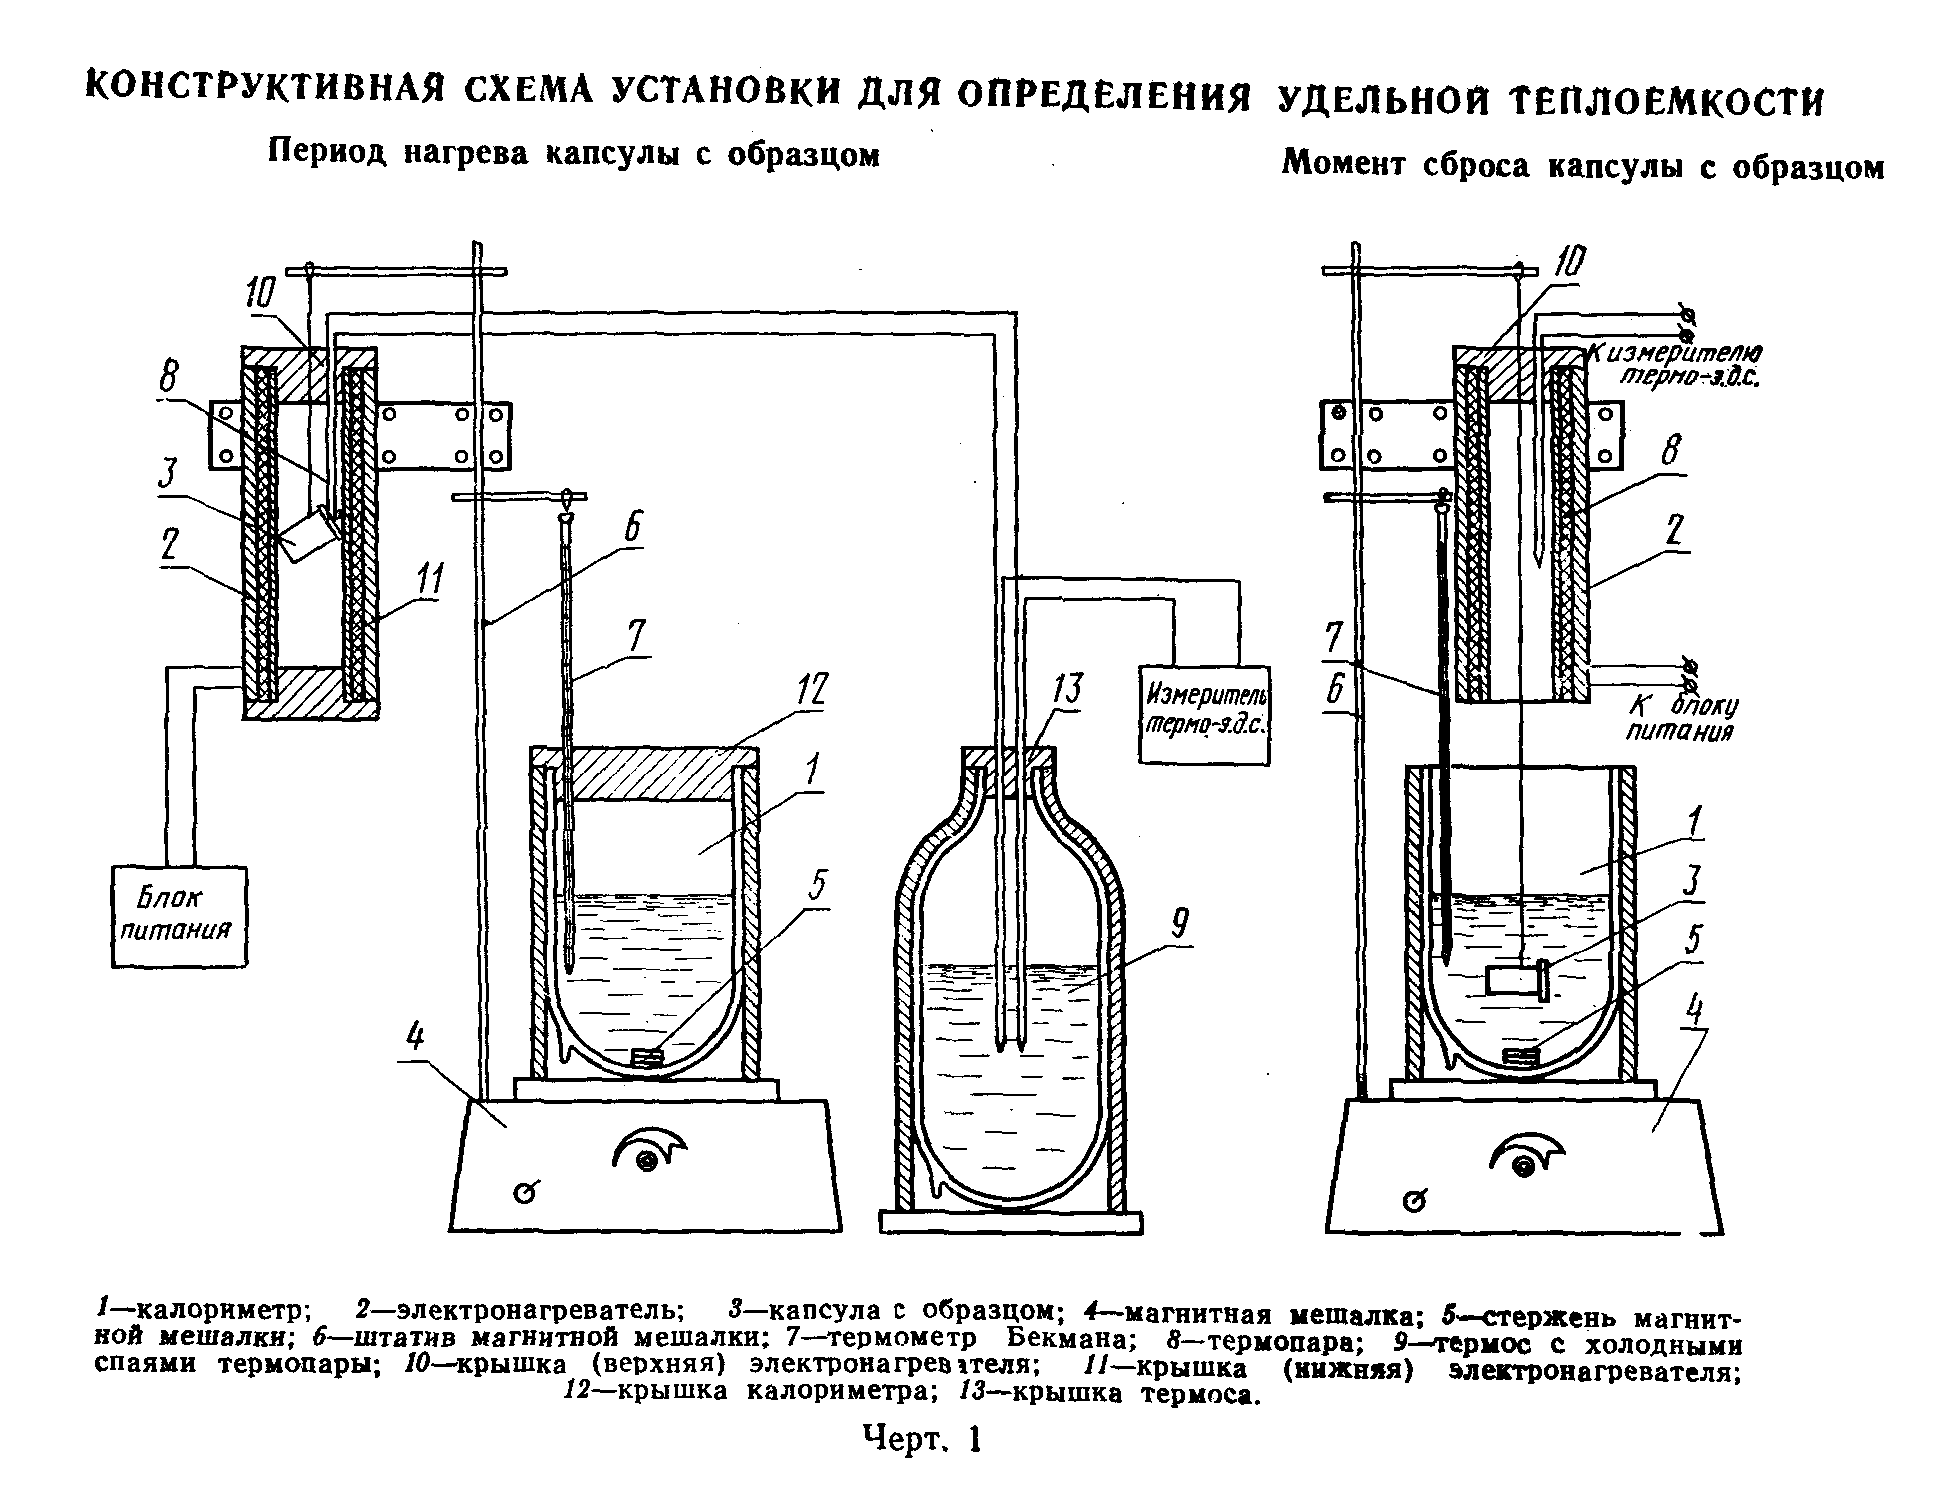 КОНСТРУКТИВНАЯ СХЕМА УСТАНОВКИ ДЛЯ ОПРЕДЕЛЕНИЯ УДЕЛЬНОЙ ТЕПЛОЕМКОСТИ
Период нагрева капсулы с образцом
Момент сброса капсулы с образцом
10
8
3
2
11
6
7
12
1
5
4
13
9
Блок
питания
Измеритель
термо-э.д.с.
10
К измерителю
термо-э.д.с.
8
2
7
6
К блоку
питания
1
3
5
4
1—калориметр; 2—электронагреватель; 3—капсула с образцом; 4—магнитная мешалка; 5—стержень магнит-
ной мешалки; 6—штатив магнитной мешалки; 7—термометр Бекмана; 8—термопара; 9—термос с холодными
спаями термопары; 10—крышка (верхняя) электронагревателя; 11—крышка (нижняя) электронагревателя;
12—крышка калориметра; 13—крышка термоса.
Черт. 1